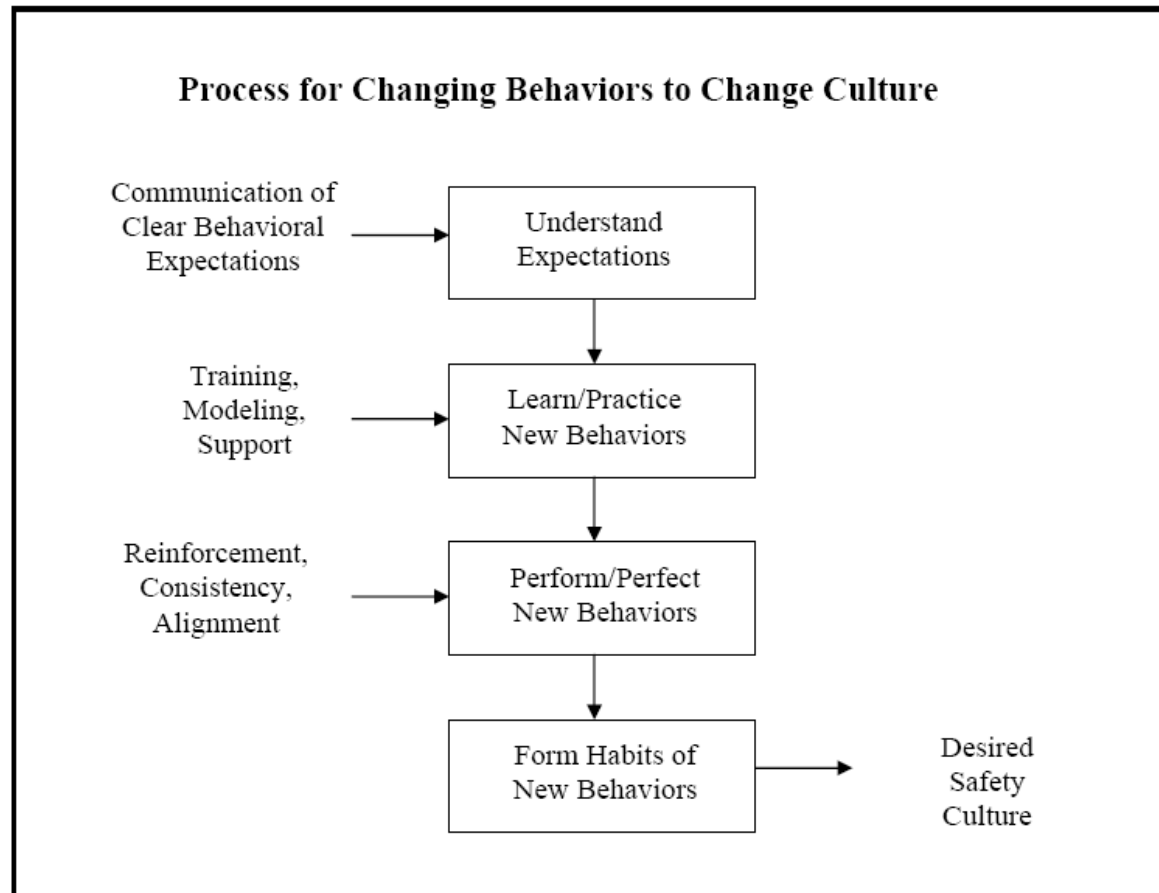 Process for Changing Behaviors to Change Culture
Communication of
Clear Behavioral
Expectations
Understand
Expectations
Training,
Modeling,
Support
Learn/Practice
New Behaviors
Reinforcement,
Consistency,
Alignment
Perform/Perfect
New Behaviors
Form Habits of
New Behaviors
Desired
Safety
Culture